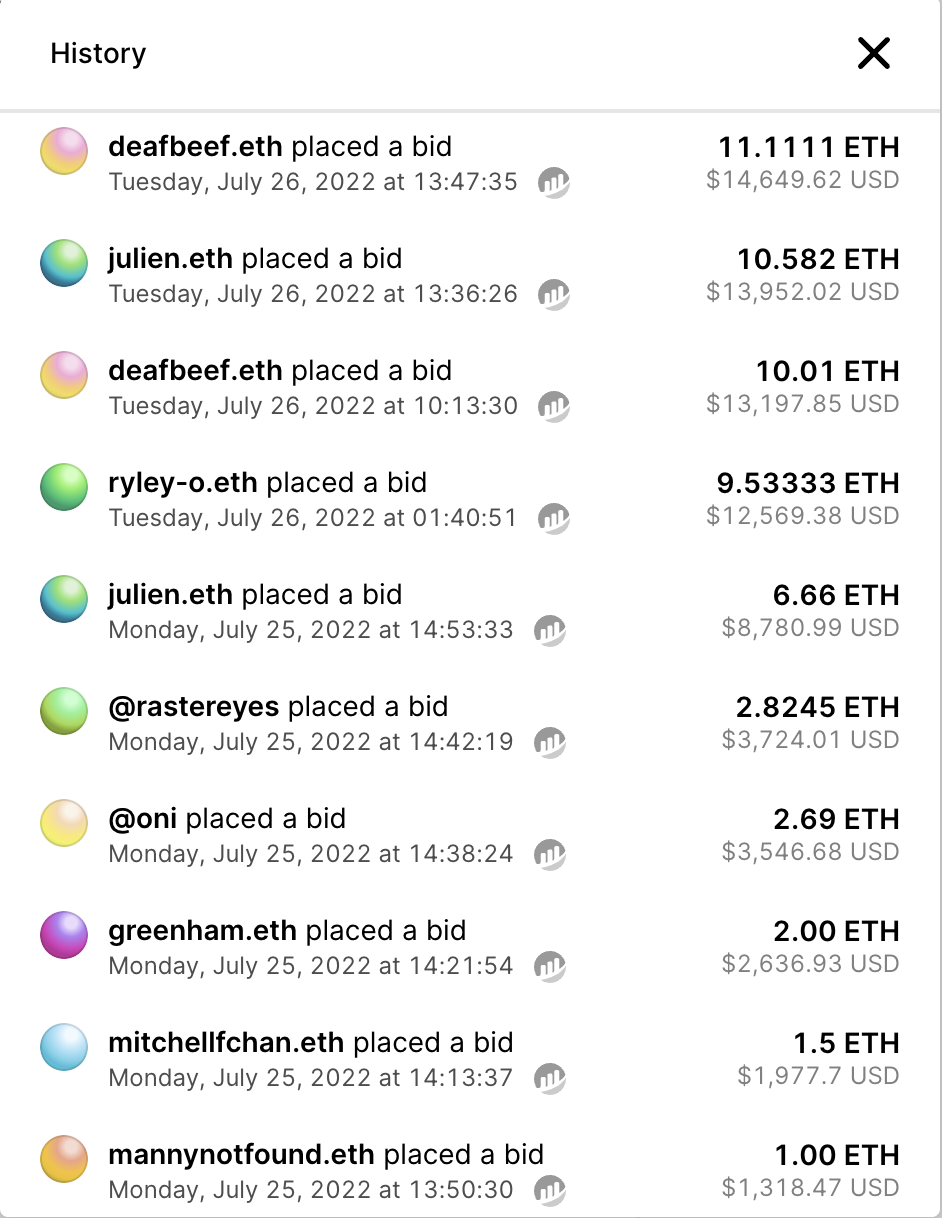 History
deafbeef.eth placed a bid
11.1111 ETH
Tuesday, July 26, 2022 at 13:47:35
$14,649.62 USD
julien.eth placed a bid
10.582 ETH
Tuesday, July 26, 2022 at 13:36:26
$13,952.02 USD
deafbeef.eth placed a bid
10.01 ETH
Tuesday, July 26, 2022 at 10:13:30
$13,197.85 USD
ryley-o.eth placed a bid
9.53333 ETH
Tuesday, July 26, 2022 at 01:40:51
$12,569.38 USD
julien.eth placed a bid
6.66 ETH
Monday, July 25, 2022 at 14:53:33
$8,780.99 USD
@rastereyes placed a bid
2.8245 ETH
Monday, July 25, 2022 at 14:42:19
$3,724.01 USD
@oni placed a bid
2.69 ETH
Monday, July 25, 2022 at 14:38:24
$3,546.68 USD
greenham.eth placed a bid
2.00 ETH
Monday, July 25, 2022 at 14:21:54
$2,636.93 USD
mitchellfchan.eth placed a bid
1.5 ETH
Monday, July 25, 2022 at 14:13:37
$1,977.7 USD
mannynotfound.eth placed a bid
1.00 ETH
Monday, July 25, 2022 at 13:50:30
$1,318.47 USD